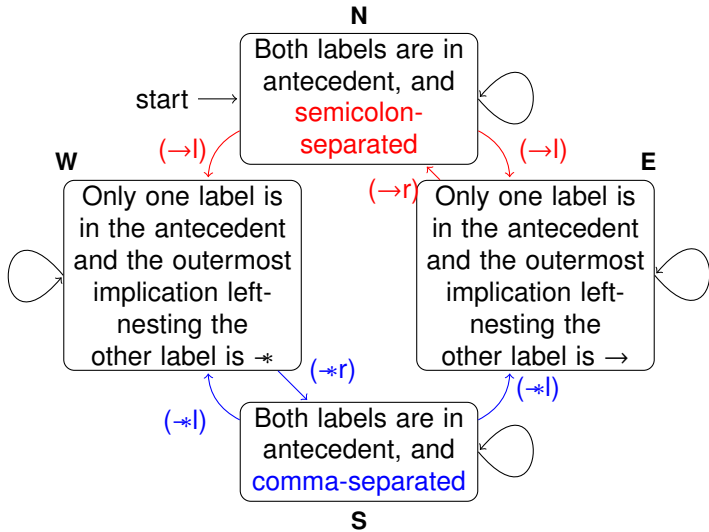 N
Both labels are in
antecedent, and
semicolon-
separated
start
(→l)
(→l)
W
E
(→r)
Only one label is
in the antecedent
and the outermost
implication left-
nesting the
other label is -∗
Only one label is
in the antecedent
and the outermost
implication left-
nesting the
other label is →
(-∗r)
(-∗l)
(-∗l)
Both labels are in
antecedent, and
comma-separated
S